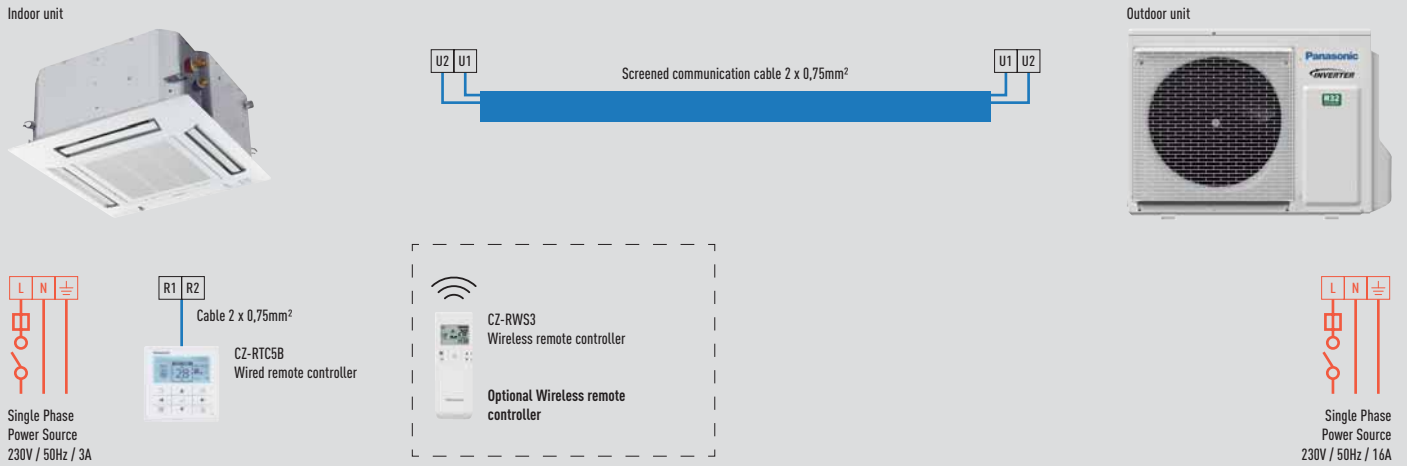 Indoor unit
Outdoor unit
U2 U1
Screened communication cable 2 x 0,75mm²
U1 U2
Panasonic
INVERTER
R32
L N
R1 R2
Cable 2 x 0,75mm²
CZ-RTC5B
Wired remote controller
CZ-RWS3
Wireless remote controller
Optional Wireless remote
controller
L N
Single Phase
Power Source
230V / 50Hz / 3A
Single Phase
Power Source
230V / 50Hz / 16A